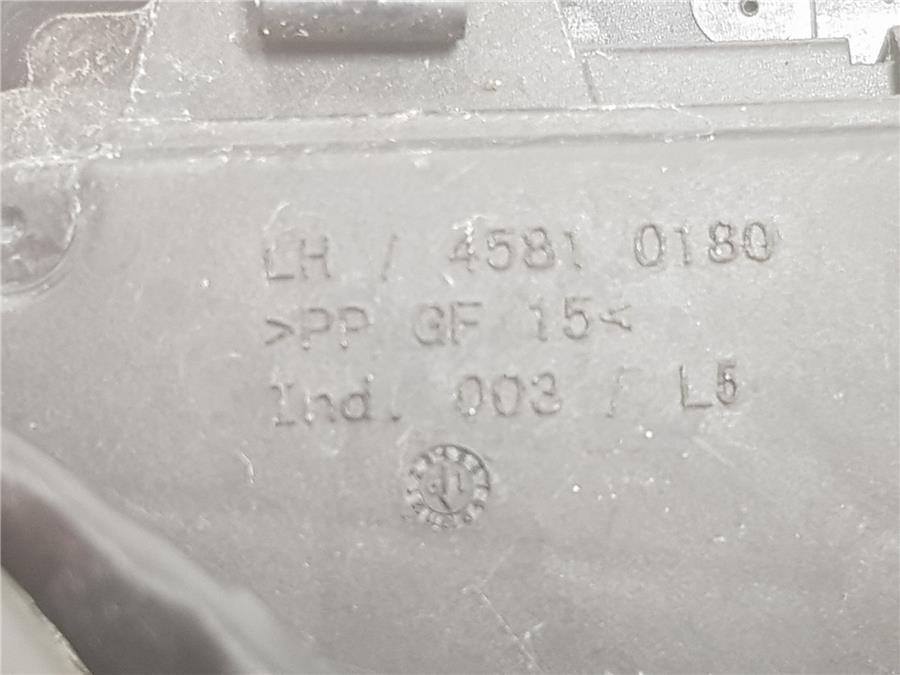 LH / 4581 0180
>PP GF 15<
Ind. 003 / L5